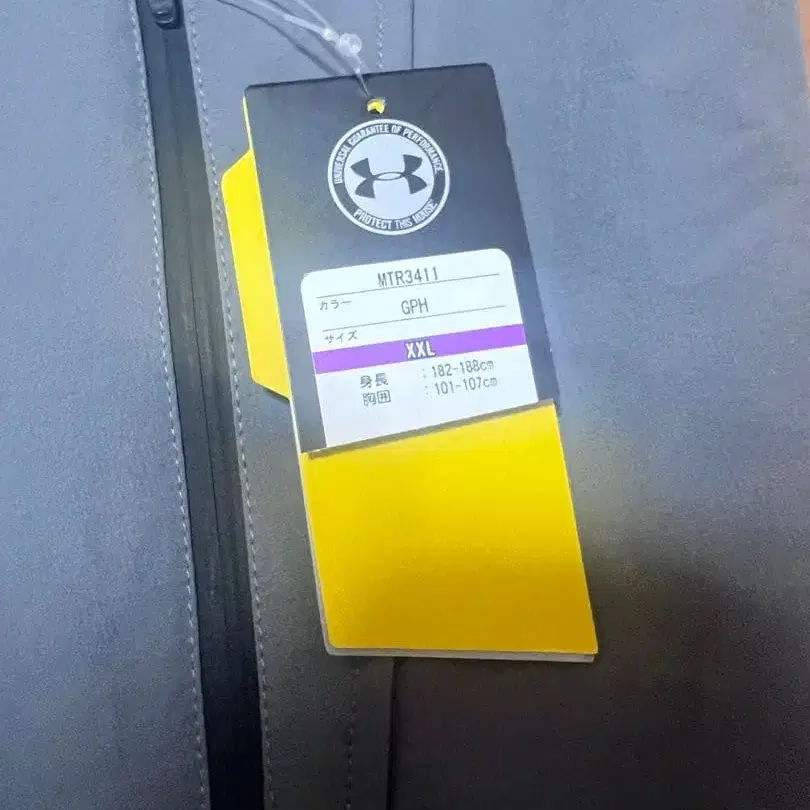 UNIVERSAL GUARANTEE OF PERFORMANCE
PROTECT THIS HOUSE
MTR3411
カラー GPH
サイズ
XXL
身長 :182-188cm
胸囲 :101-107cm